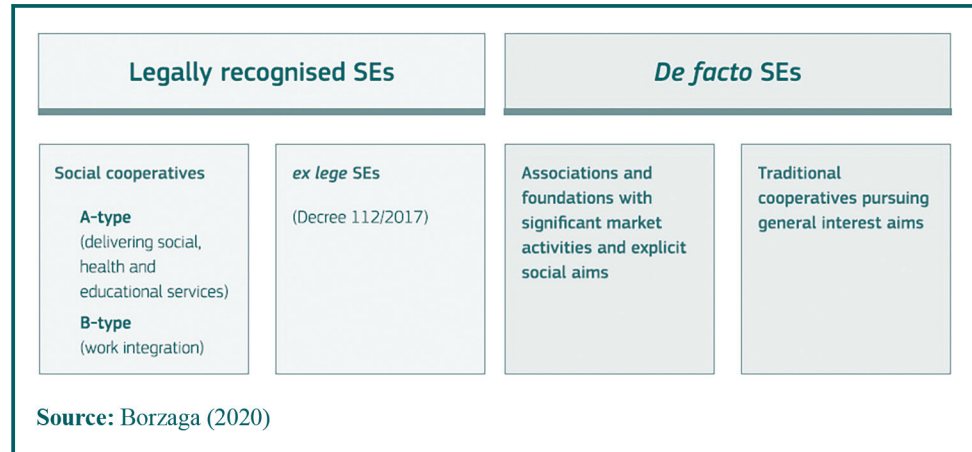 Legally recognised SEs
De facto SEs
Social cooperatives
A-type
(delivering social,
health and
educational services)
B-type
(work integration)
ex lege SEs
(Decree 112/2017)
Associations and
foundations with
significant market
activities and explicit
social aims
Traditional
cooperatives pursuing
general interest aims
Source: Borzaga (2020)